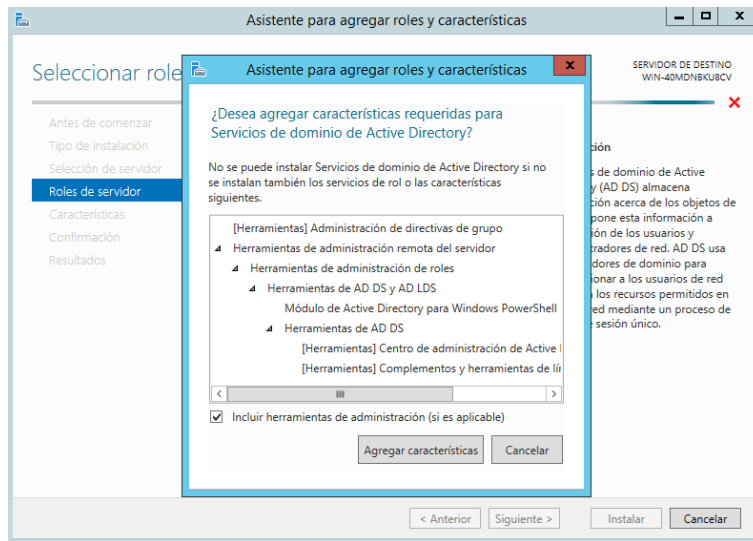 Asistente para agregar roles y características
Seleccionar role
SERVIDOR DE DESTINO
WIN-40MDNBKU8CV
Antes de comenzar
Tipo de instalación
Selección de servidor
Roles de servidor
Características
Confirmación
Resultados
Asistente para agregar roles y características
¿Desea agregar características requeridas para
Servicios de dominio de Active Directory?
No se puede instalar Servicios de dominio de Active Directory si no
se instalan también los servicios de rol o las características
siguientes.
[Herramientas] Administración de directivas de grupo
Herramientas de administración remota del servidor
Herramientas de administración de roles
Herramientas de AD DS y AD LDS
Módulo de Active Directory para Windows PowerShell
Herramientas de AD DS
[Herramientas] Centro de administración de Active
[Herramientas] Complementos y herramientas de lí
Incluir herramientas de administración (si es aplicable)
Agregar características
Cancelar
ción
s de dominio de Active
y (AD DS) almacena
ción acerca de los objetos de
pone esta información a
ión de los usuarios y
tradores de red. AD DS usa
dores de dominio para
ionar a los usuarios de red
los recursos permitidos en
red mediante un proceso de
sesión único.
< Anterior
Siguiente >
Instalar
Cancelar